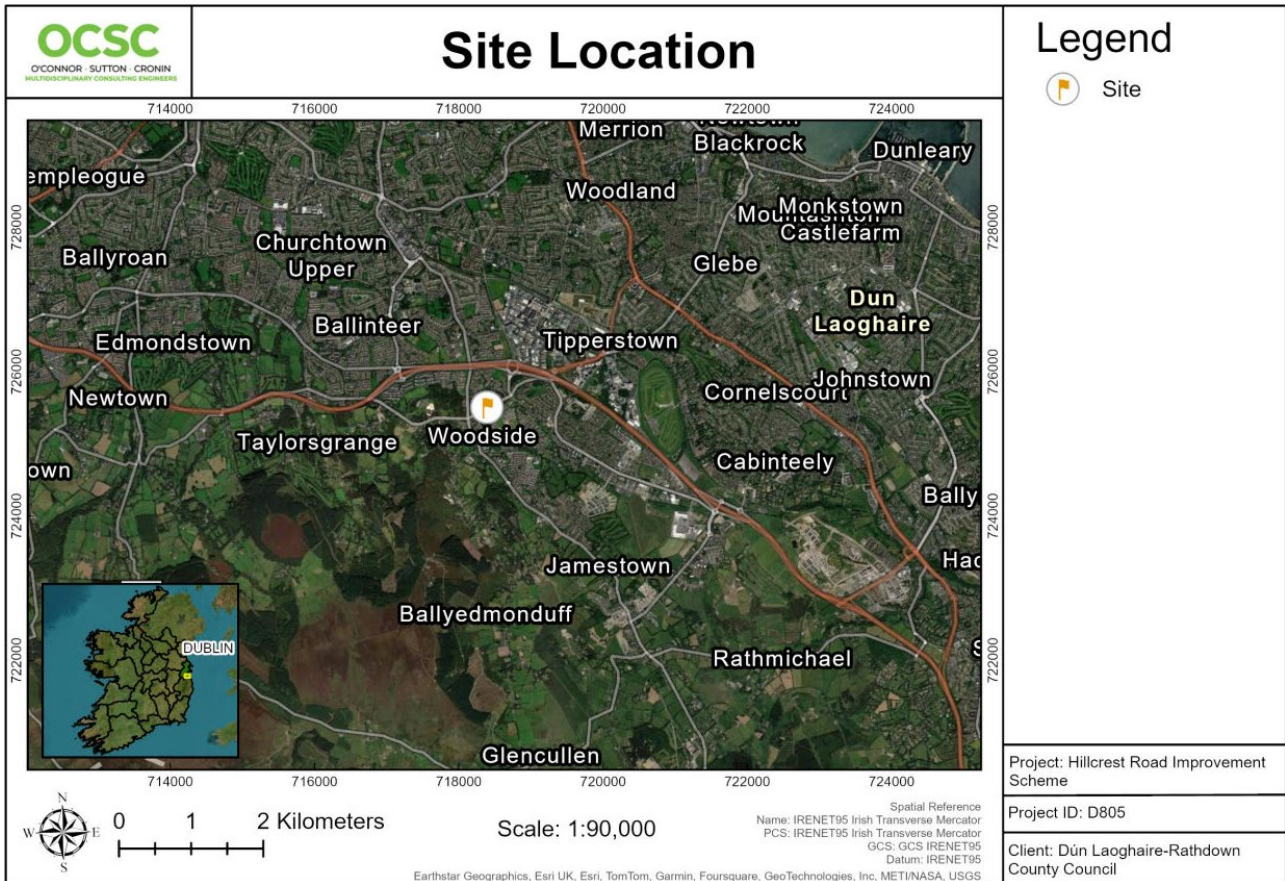 OCSC
O'CONNOR · SUTTON · CRONIN
MULTIDISCIPLINARY CONSULTING ENGINEERS
Site Location
Legend
Site
714000 716000 718000 720000 722000 724000
Merrion
Blackrock
Dunleary
empleogue
Woodland
Monkstown
Castlefarm
728000
728000
Churchtown
Upper
Ballyroan
Glebe
Dun
Laoghaire
Ballinteer
Edmondstown
Tipperstown
726000
726000
Newtown
Cornelscourt
Johnstown
Taylorsgrange
Woodside
own
Cabinteely
Bally
724000
724000
Jamestown
Hac
Ballyedmonduff
DUBLIN
Rathmichael
722000
722000
Glencullen
714000 716000 718000 720000 722000 724000
N
W E
S
0 1 2 Kilometers
Scale: 1:90,000
Spatial Reference
Name: IRENET95 Irish Transverse Mercator
PCS: IRENET95 Irish Transverse Mercator
GCS: GCS IRENET95
Datum: IRENET95
Earthstar Geographics, Esri UK, Esri, TomTom, Garmin, Foursquare, GeoTechnologies, Inc, METI/NASA, USGS
Project: Hillcrest Road Improvement
Scheme
Project ID: D805
Client: Dún Laoghaire-Rathdown
County Council